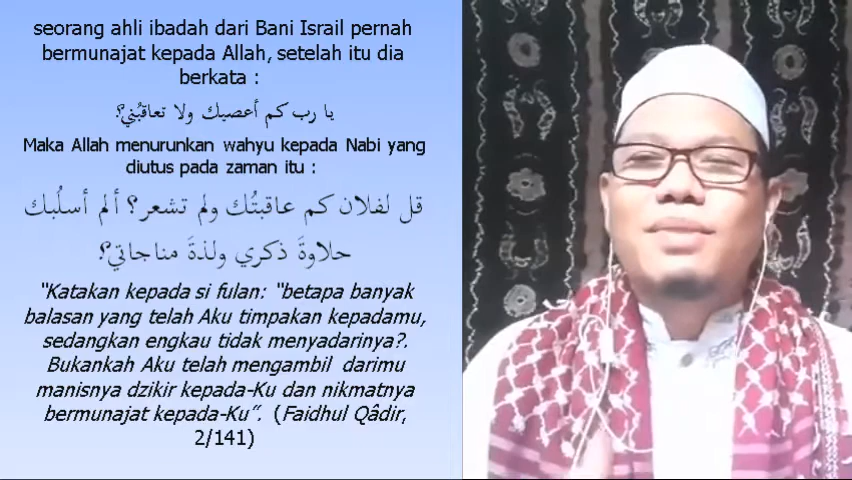 seorang ahli ibadah dari Bani Israil pernah
bermunajat kepada Allah, setelah itu dia
berkata :
يا رب كم أعصيك ولا تعاقبُني؟.
Maka Allah menurunkan wahyu kepada Nabi yang
diutus pada zaman itu :
قل لفلان كم عاقبتُك ولم تشعر؟ ألم أسلُبك
حلاوةَ ذكري ولذةَ مناجاتي؟.
"Katakan kepada si fulan: "betapa banyak
balasan yang telah Aku timpakan kepadamu,
sedangkan engkau tidak menyadarinya?.
Bukankah Aku telah mengambil darimu
manisnya dzikir kepada-Ku dan nikmatnya
bermunajat kepada-Ku”. (Faidhul Qâdir,
2/141)